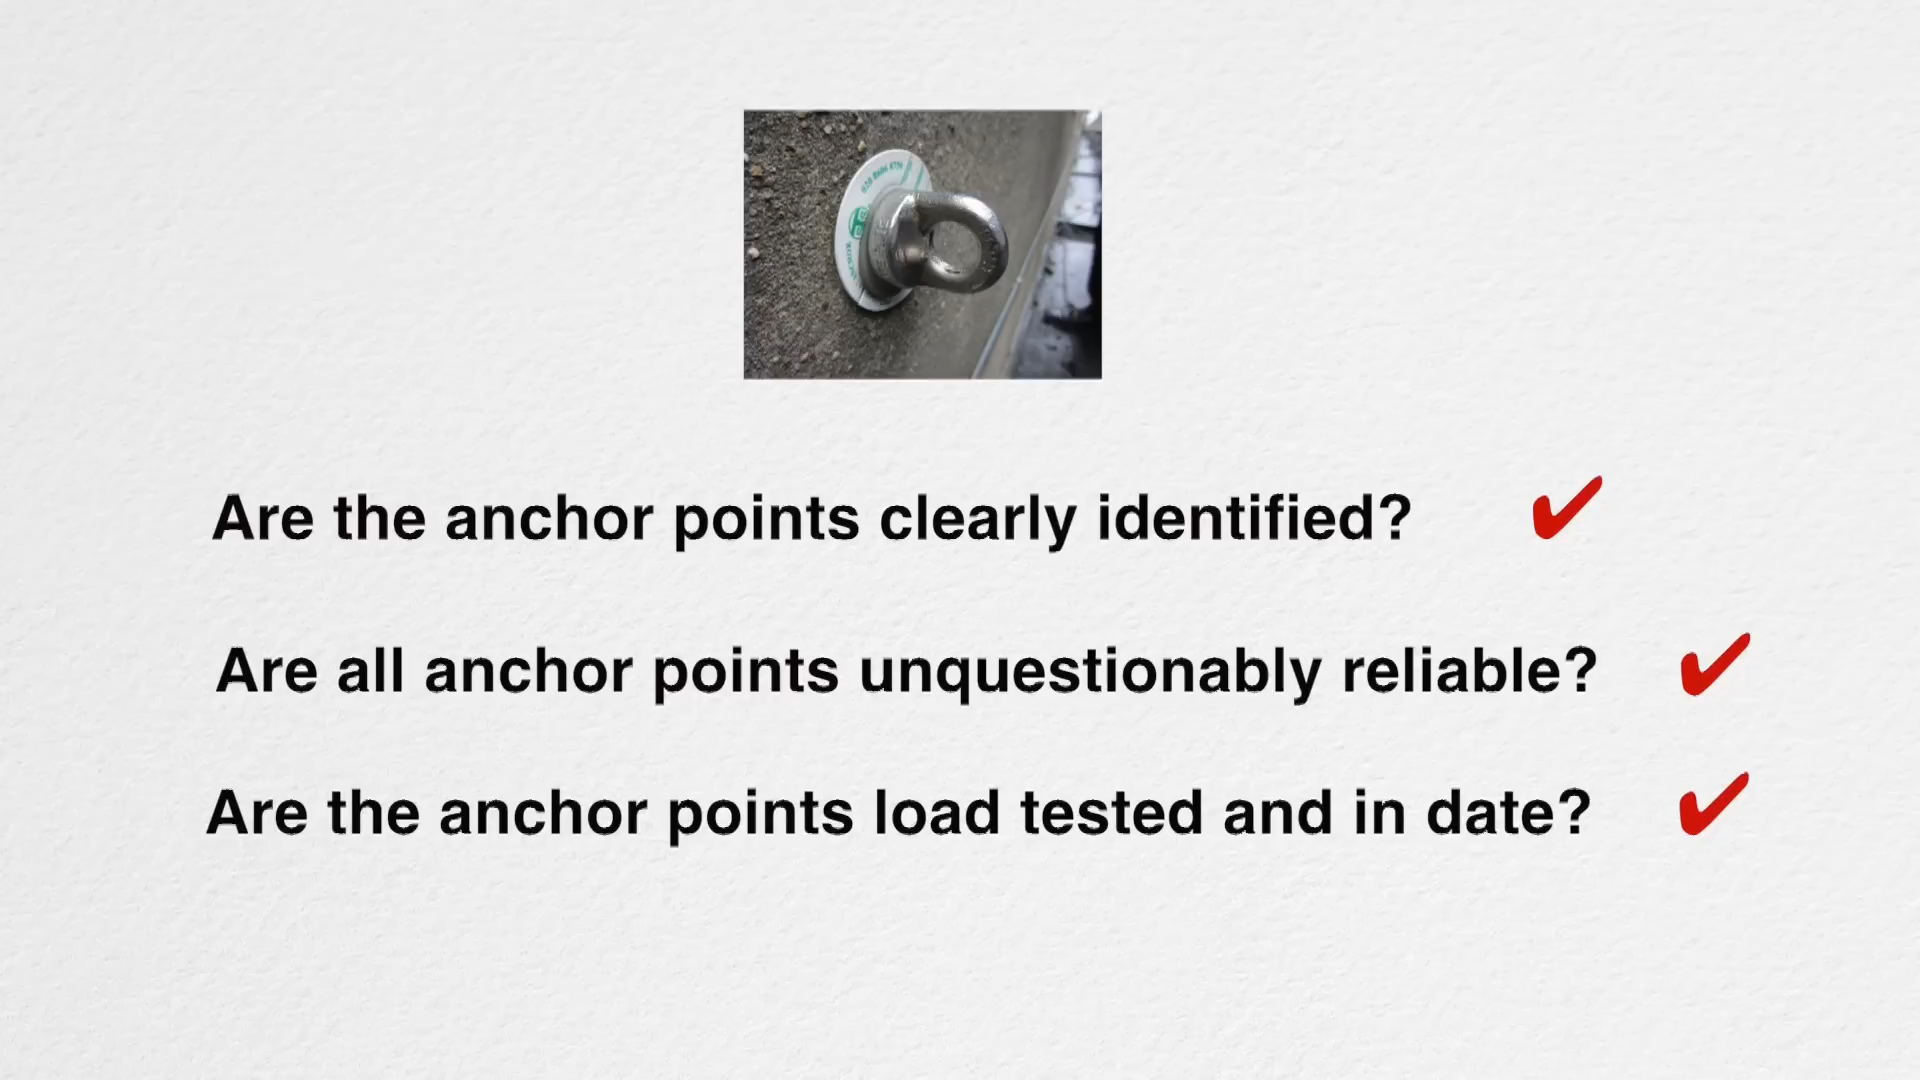 Are the anchor points clearly identified? ✔
Are all anchor points unquestionably reliable? ✔
Are the anchor points load tested and in date? ✔